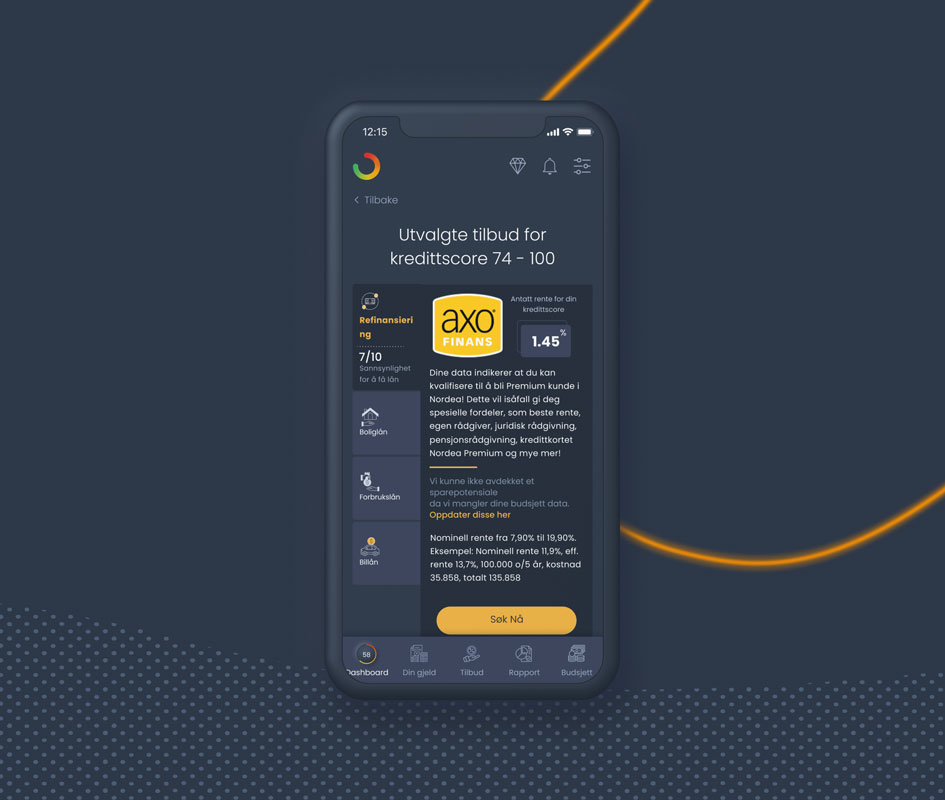 12:15
Tilbake
Utvalgte tilbud for
kredittscore 74 - 100
Refinansieri
ng
7/10
Sannsynlighet
for å få lån
Boliglån
Forbrukslån
Billån
axo
FINANS
Antatt rente for din
kredittscore
1.45 %
Dine data indikerer at du kan
kvalifisere til å bli Premium kunde i
Nordea! Dette vil isåfall gi deg
spesielle fordeler, som beste rente,
egen rådgiver, juridisk rådgivning,
pensjonsrådgivning, kredittkortet
Nordea Premium og mye mer!
Vi kunne ikke avdekket et
sparepotensiale
da vi mangler dine budsjett data.
Oppdater disse her
Nominell rente fra 7,90% til 19,90%.
Eksempel: Nominell rente 11,9%, eff.
rente 13,7%, 100.000 o/5 år, kostnad
35.858, totalt 135.858
Søk Nå
58
Dashboard
Din gjeld
Tilbud
Rapport
Budsjett